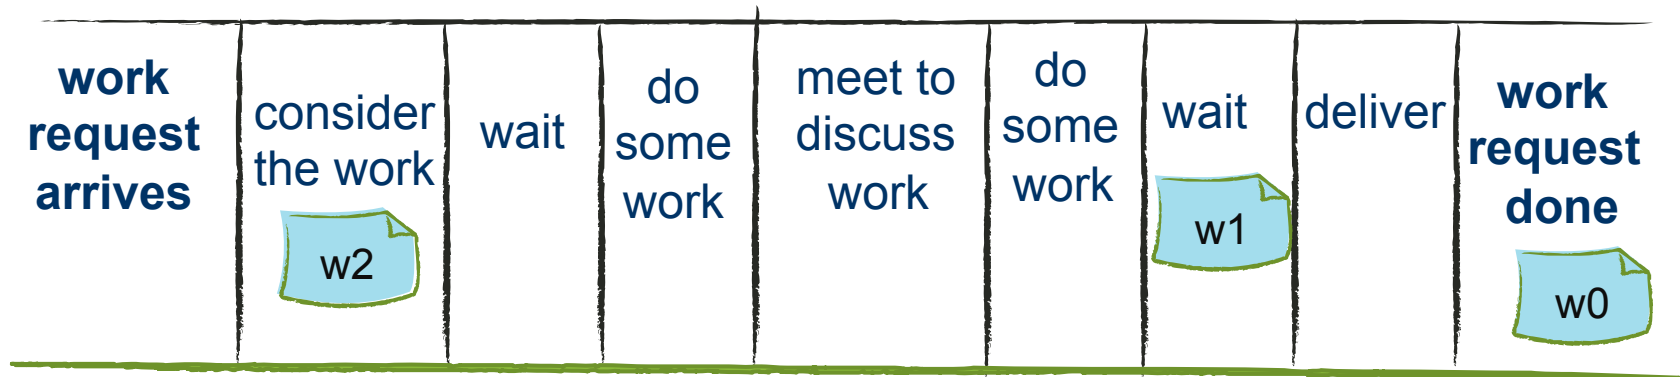 work
request
arrives
consider
the work
w2
wait
do
some
work
meet to
discuss
work
do
some
work
wait
w1
deliver
work
request
done
w0